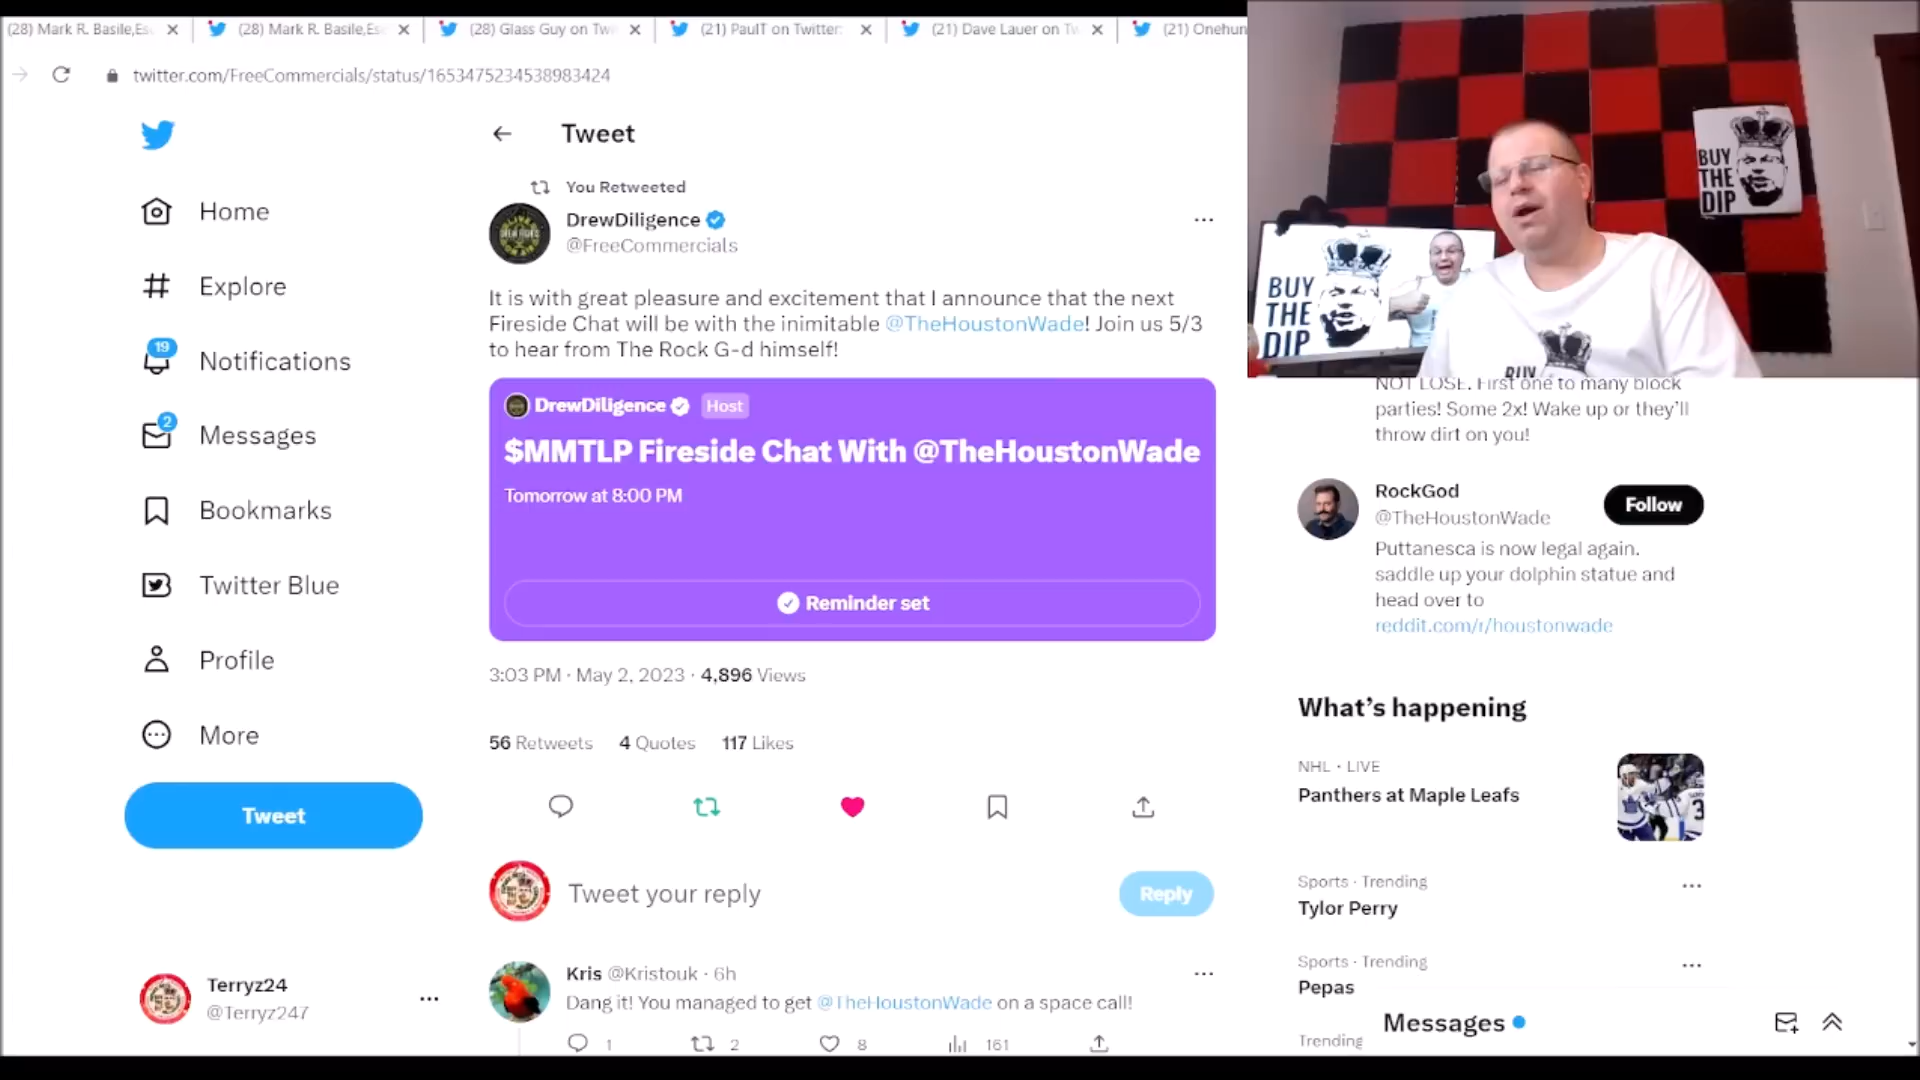 (28) Mark R. Basile,Es
(28) Mark R. Basile,Es
(28) Glass Guy on Twi
(21) PaulT on Twitter:
(21) Dave Lauer on Tw
(21) Onehun
twitter.com/FreeCommercials/status/1653475234538983424
Home
Explore
19
Notifications
2
Messages
Bookmarks
Twitter Blue
Profile
More
Tweet
Terryz24
@Terryz247
Tweet
You Retweeted
DrewDiligence
@FreeCommercials
It is with great pleasure and excitement that I announce that the next
Fireside Chat will be with the inimitable @TheHoustonWade! Join us 5/3
to hear from The Rock G-d himself!
DrewDiligence Host
$MMTLP Fireside Chat With @TheHoustonWade
Tomorrow at 8:00 PM
Reminder set
3:03 PM · May 2, 2023 · 4,896 Views
56 Retweets 4 Quotes 117 Likes
Tweet your reply
Reply
Kris @Kristouk · 6h
Dang it! You managed to get @TheHoustonWade on a space call!
1 2 8 161
BUY
THE
DIP
BUY
THE
DIP
BUY
NOT LOSE. First one to many block
parties! Some 2x! Wake up or they'll
throw dirt on you!
RockGod
@TheHoustonWade
Follow
Puttanesca is now legal again.
saddle up your dolphin statue and
head over to
reddit.com/r/houstonwade
What's happening
NHL · LIVE
Panthers at Maple Leafs
Sports · Trending
Tylor Perry
Sports · Trending
Pepas
Trending
Messages